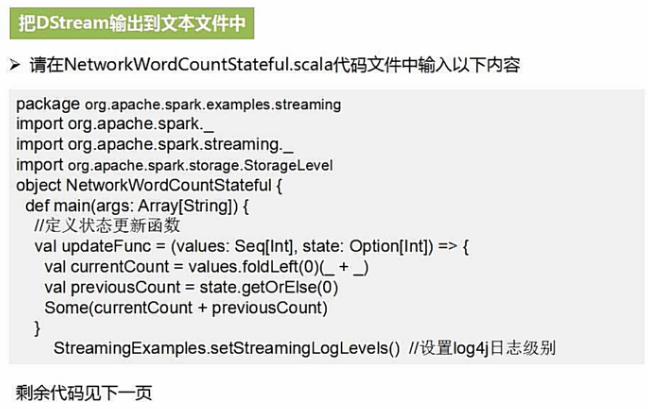 把DStream输出到文本文件中
➢ 请在NetworkWordCountStateful.scala代码文件中输入以下内容
package org.apache.spark.examples.streaming
import org.apache.spark._
import org.apache.spark.streaming._
import org.apache.spark.storage.StorageLevel
object NetworkWordCountStateful {
  def main(args: Array[String]) {
    //定义状态更新函数
    val updateFunc = (values: Seq[Int], state: Option[Int]) => {
      val currentCount = values.foldLeft(0)(_ + _)
      val previousCount = state.getOrElse(0)
      Some(currentCount + previousCount)
    }
      StreamingExamples.setStreamingLogLevels()  //设置log4j日志级别
剩余代码见下一页